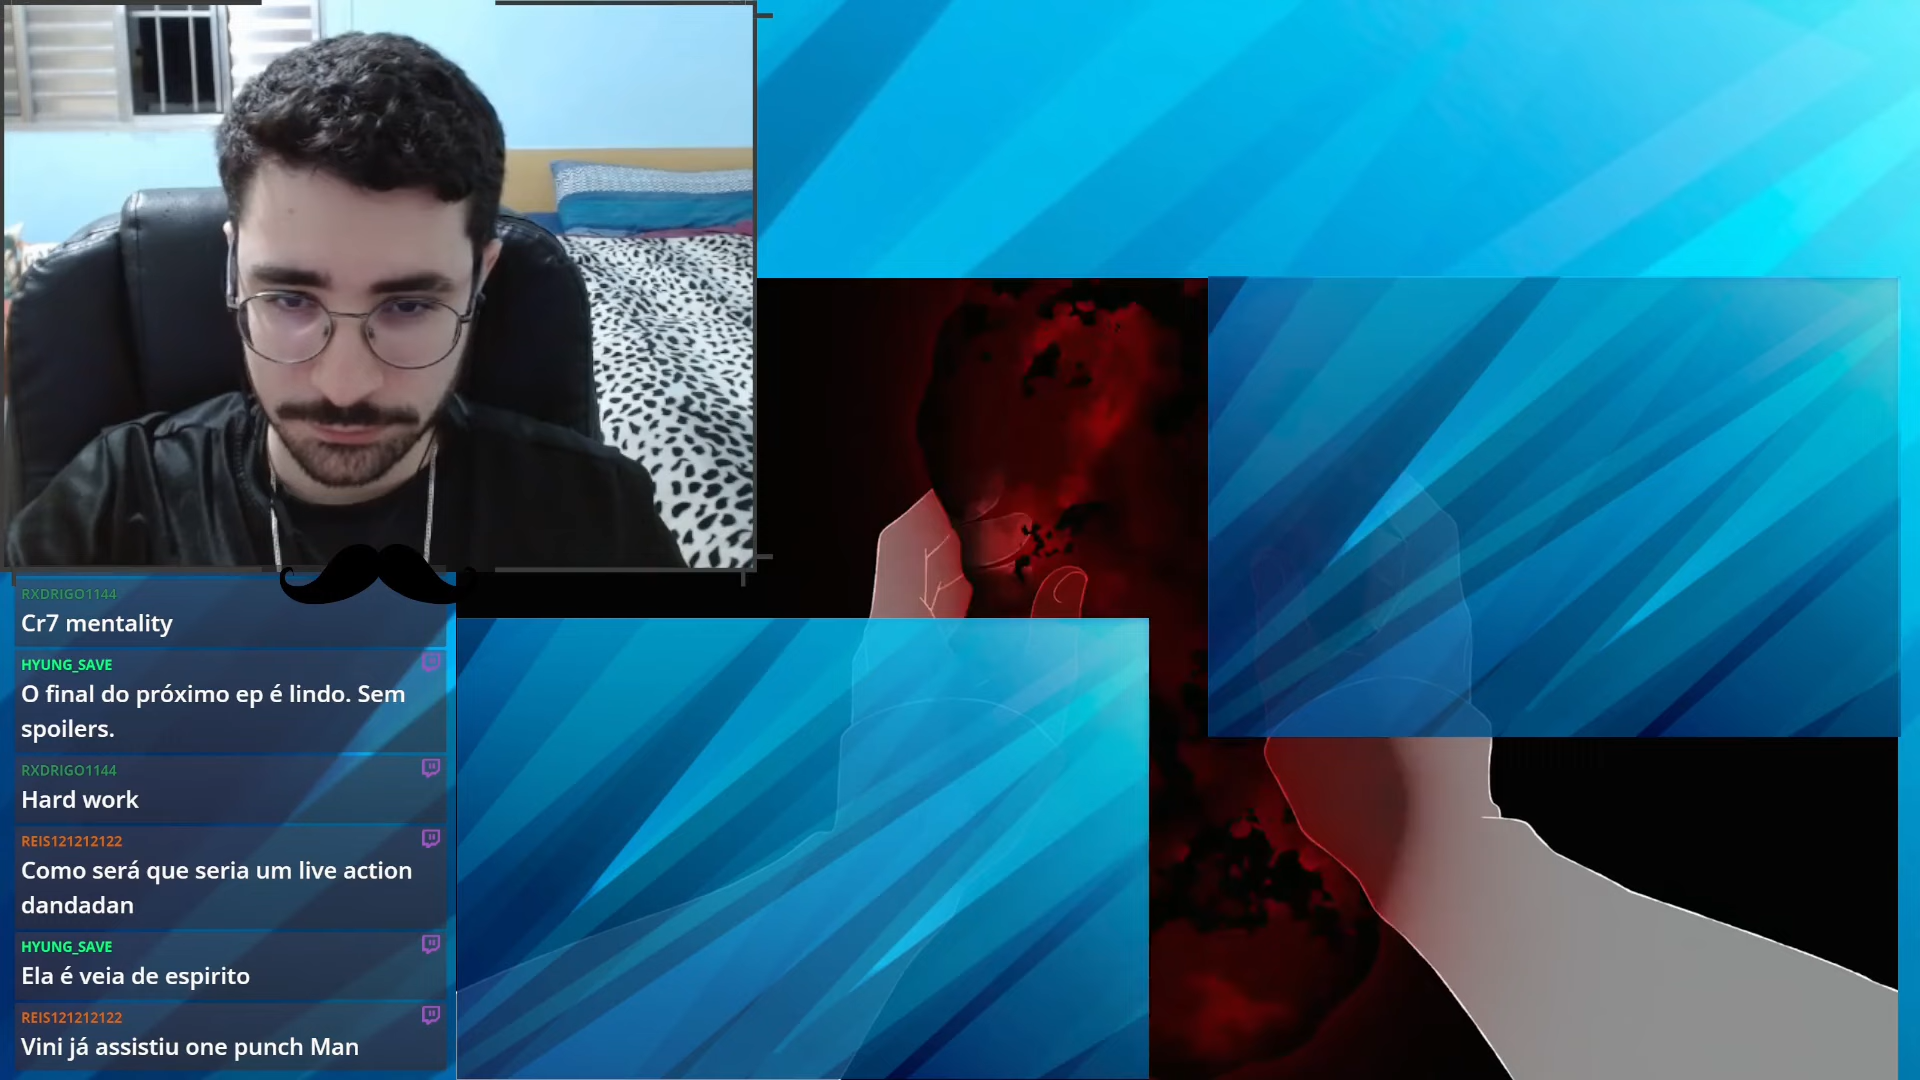 RXDRIGO1144
Cr7 mentality
HYUNG_SAVE
O final do próximo ep é lindo. Sem
spoilers.
RXDRIGO1144
Hard work
REIS121212122
Como será que seria um live action
dandadan
HYUNG_SAVE
Ela é veia de espirito
REIS121212122
Vini já assistiu one punch Man